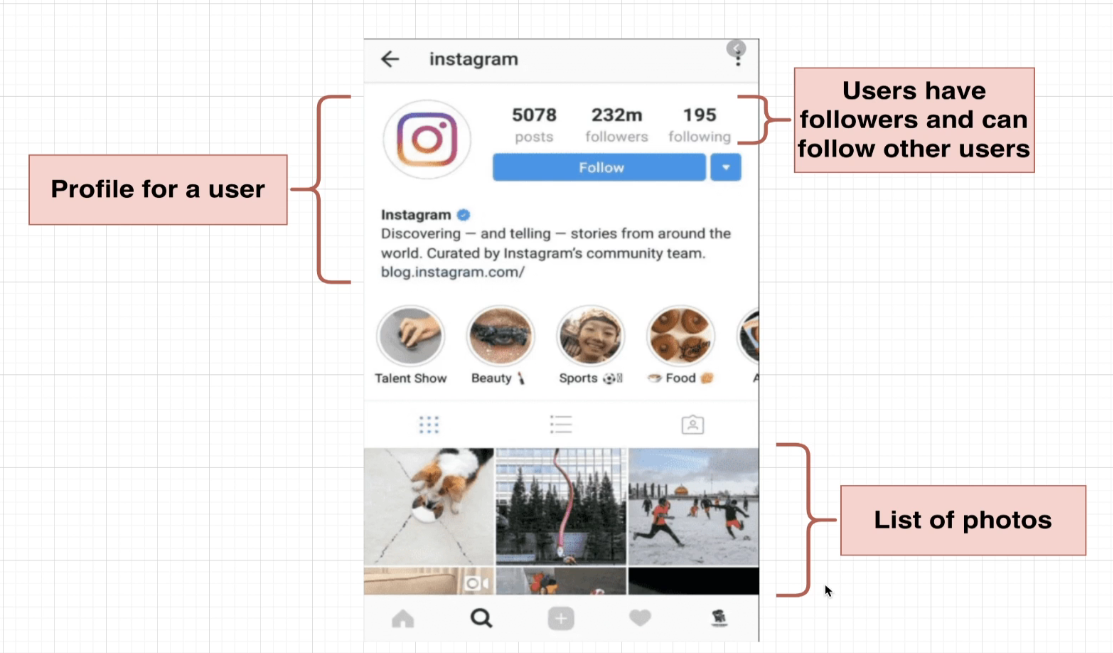 instagram
5078 232m 195
posts followers following
Follow
Instagram
Discovering — and telling — stories from around the
world. Curated by Instagram's community team.
blog.instagram.com/
Talent Show Beauty Sports Food A
Profile for a user
Users have
followers and can
follow other users
List of photos